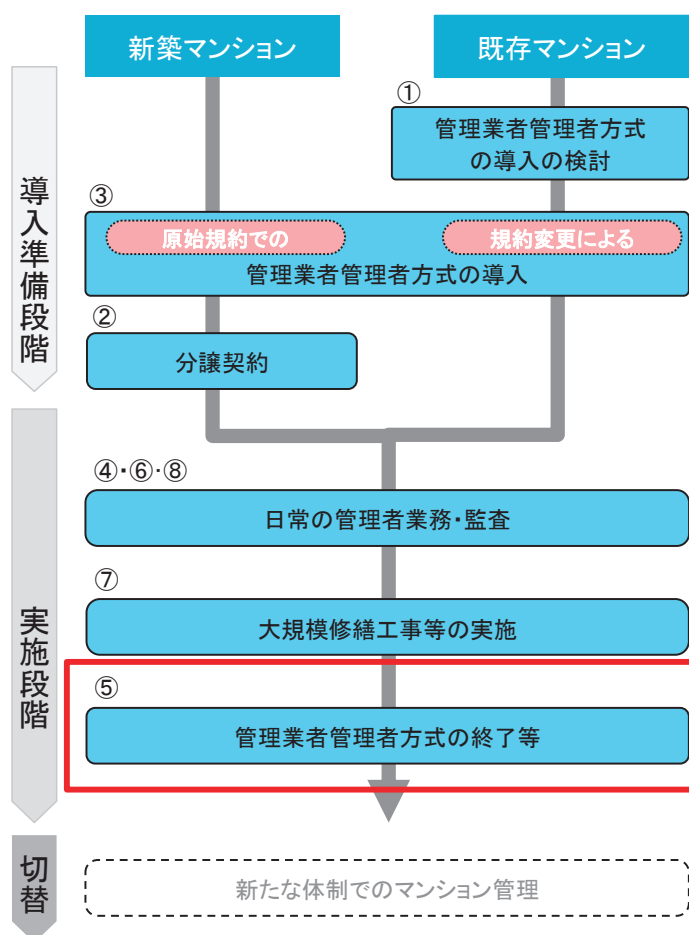 新築マンション
既存マンション
導入準備段階
①
管理業者管理者方式
の導入の検討
③
原始規約での
規約変更による
管理業者管理者方式の導入
②
分譲契約
実施段階
④・⑥・⑧
日常の管理者業務・監査
⑦
大規模修繕工事等の実施
⑤
管理業者管理者方式の終了等
切替
新たな体制でのマンション管理